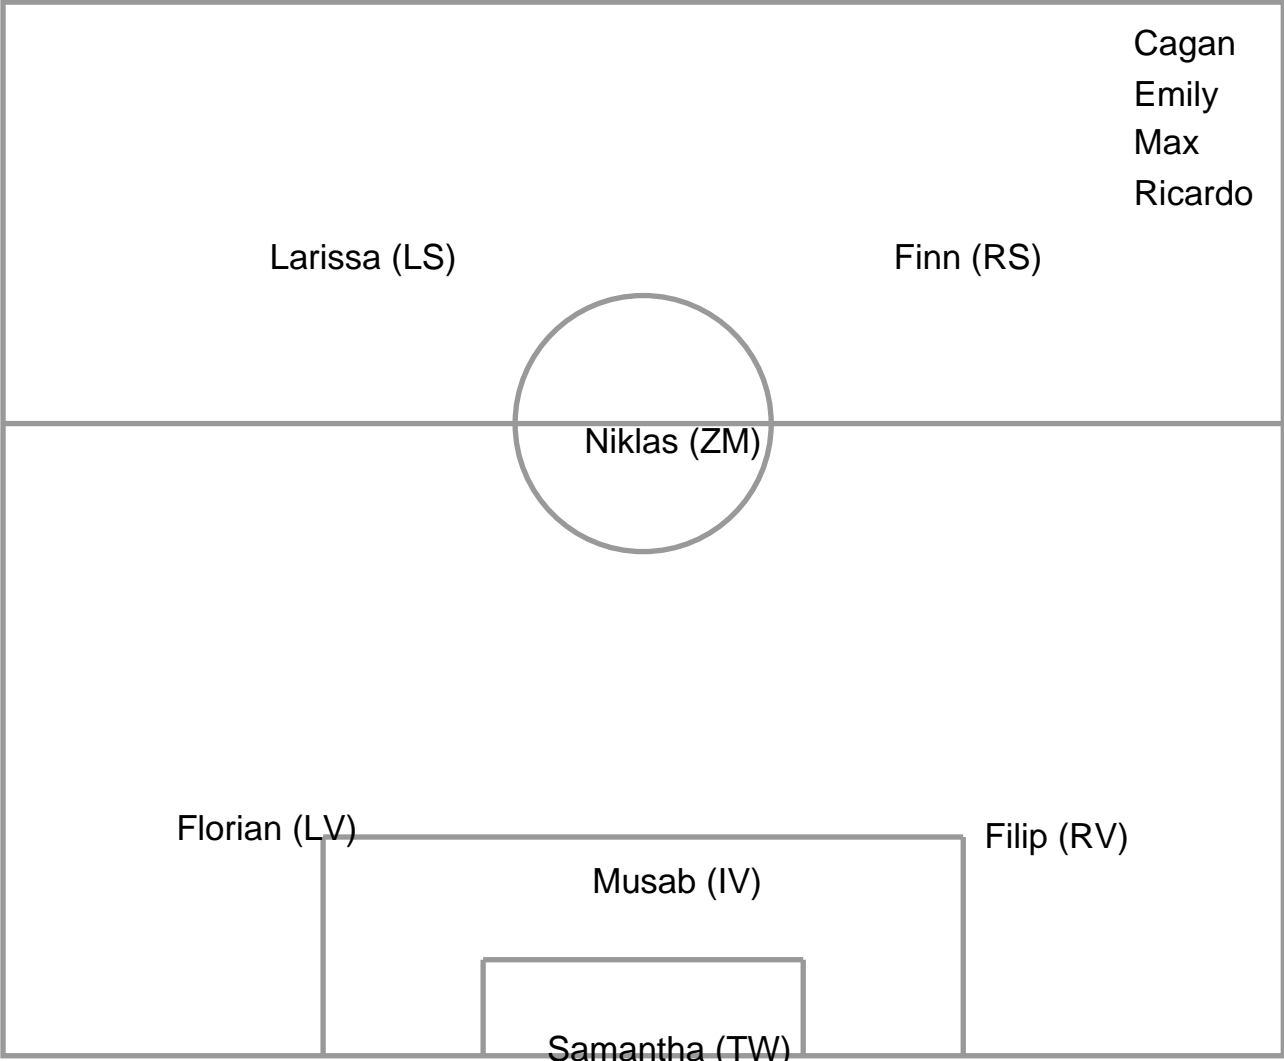 Cagan
Emily
Max
Ricardo
Larissa (LS)
Finn (RS)
Niklas (ZM)
Florian (LV)
Filip (RV)
Musab (IV)
Samantha (TW)